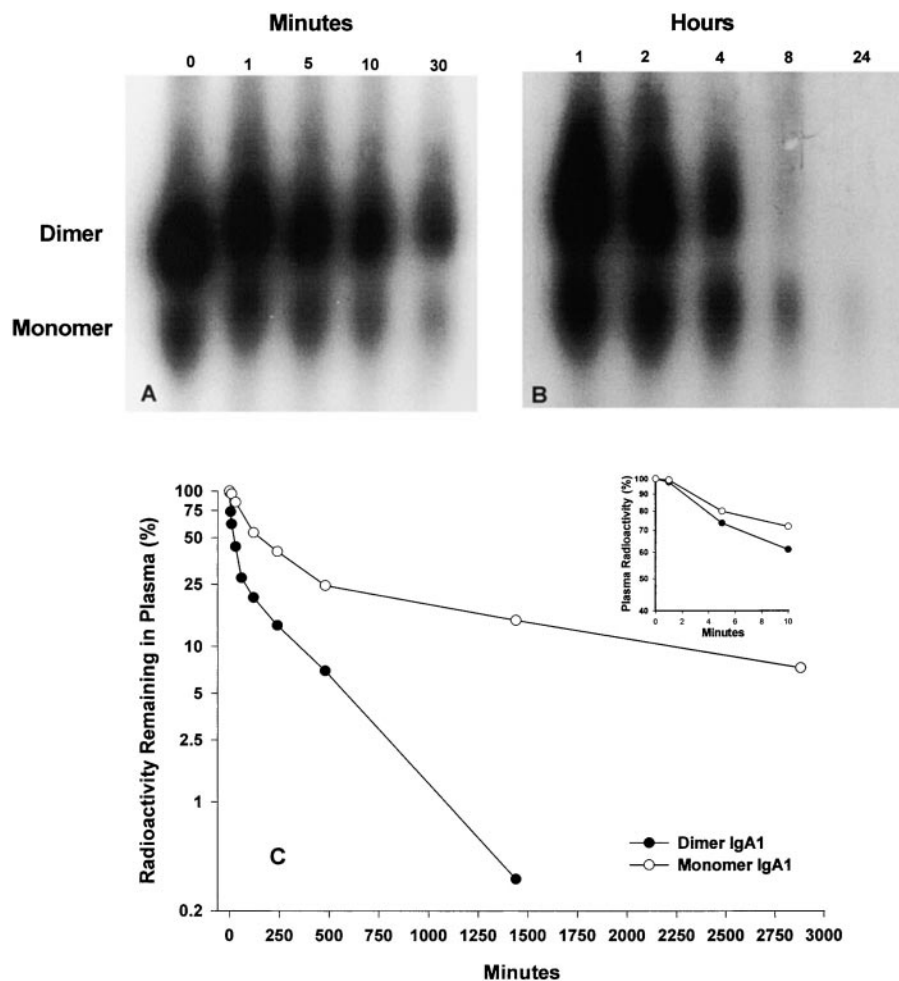 Minutes
0 1 5 10 30
Hours
1 2 4 8 24
Dimer
Monomer
A
B
Radioactivity Remaining in Plasma (%)
100
75
50
25
10
5
2.5
1
0.2
0 250 500 750 1000 1250 1500 1750 2000 2250 2500 2750 3000
Minutes
C
Dimer IgA1
Monomer IgA1
Plasma Radioactivity (%)
100
90
80
70
60
50
40
0 2 4 6 8 10
Minutes